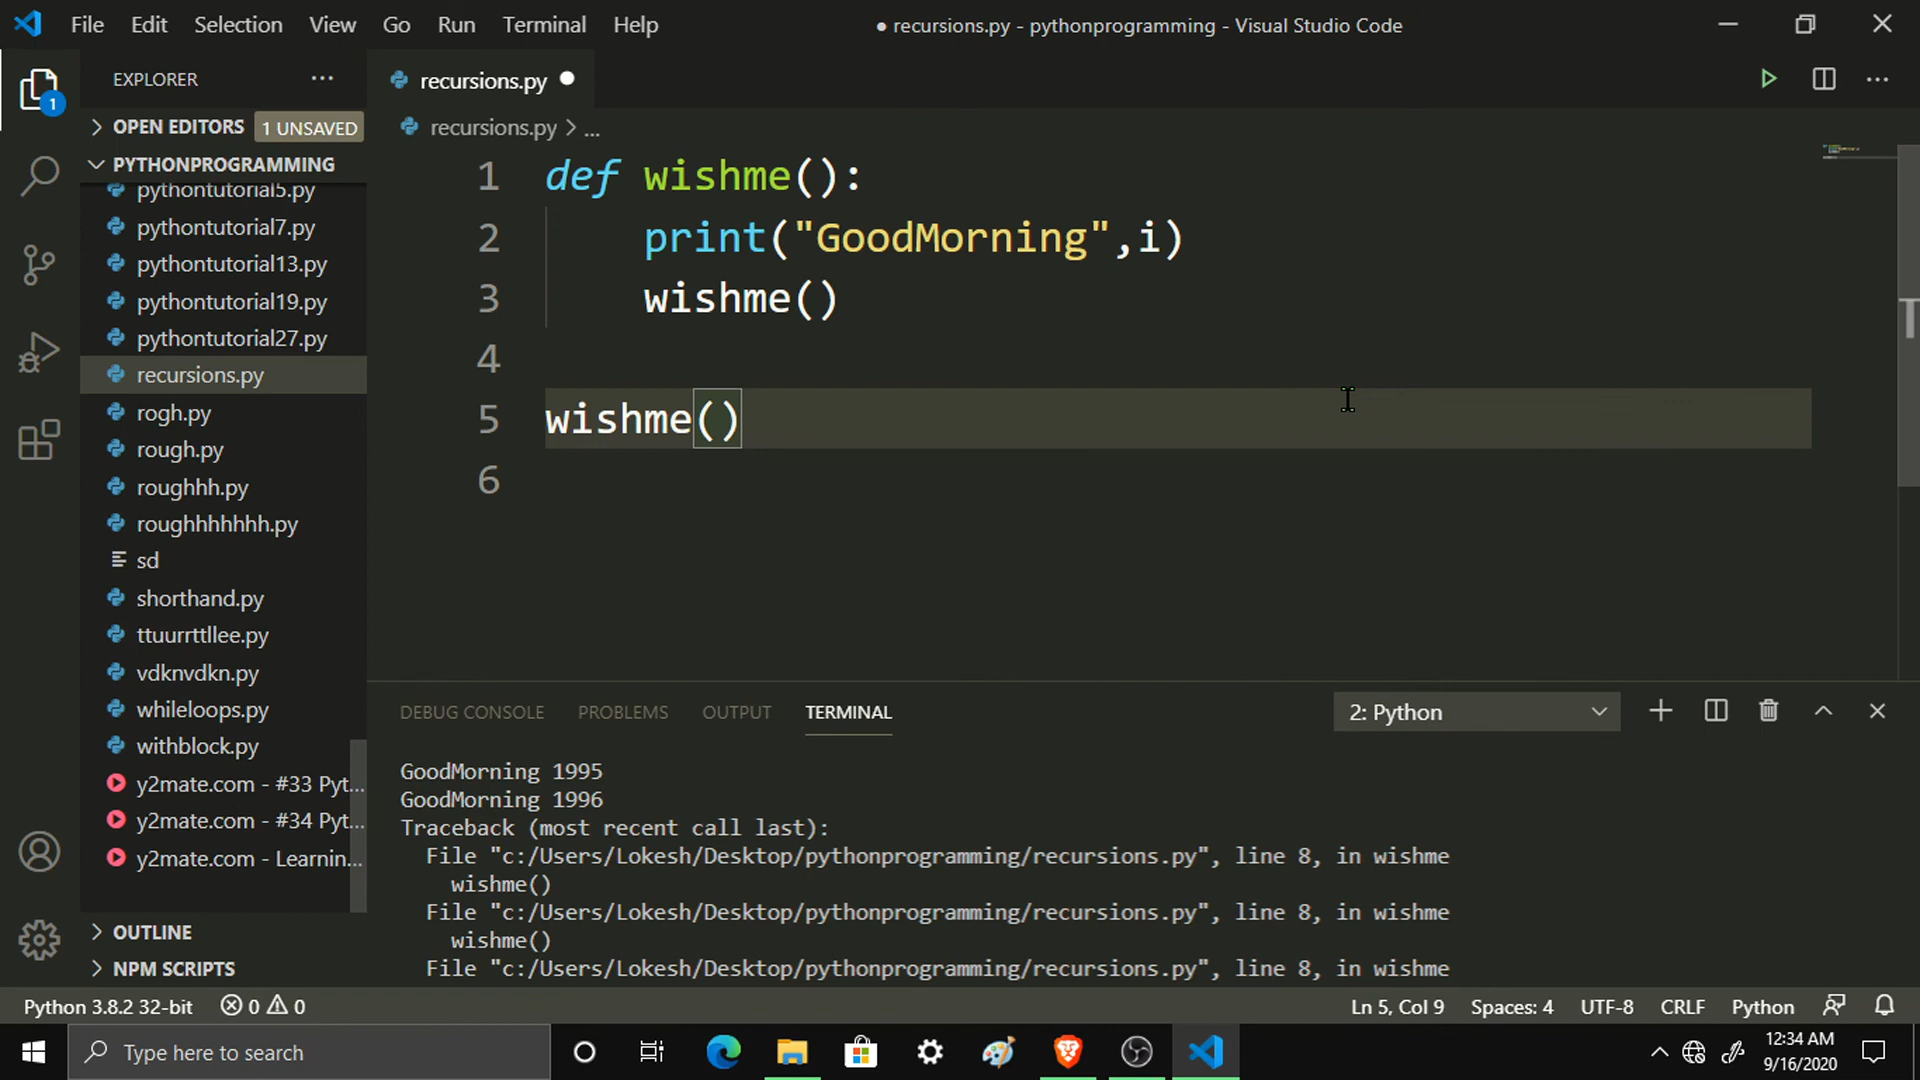 File Edit Selection View Go Run Terminal Help
● recursions.py - pythonprogramming - Visual Studio Code
EXPLORER
recursions.py
OPEN EDITORS 1 UNSAVED
recursions.py > ...
PYTHONPROGRAMMING
pythontutorial5.py
pythontutorial7.py
pythontutorial13.py
pythontutorial19.py
pythontutorial27.py
recursions.py
rogh.py
rough.py
roughhh.py
roughhhhhhh.py
sd
shorthand.py
ttuurrttllee.py
vdknvdkn.py
whileloops.py
withblock.py
y2mate.com - #33 Pyt...
y2mate.com - #34 Pyt...
y2mate.com - Learnin...
OUTLINE
NPM SCRIPTS
1 def wishme():
2 print("GoodMorning",i)
3 wishme()
4
5 wishme()
6
T
DEBUG CONSOLE PROBLEMS OUTPUT TERMINAL
2: Python
GoodMorning 1995
GoodMorning 1996
Traceback (most recent call last):
File "c:/Users/Lokesh/Desktop/pythonprogramming/recursions.py", line 8, in wishme
wishme()
File "c:/Users/Lokesh/Desktop/pythonprogramming/recursions.py", line 8, in wishme
wishme()
File "c:/Users/Lokesh/Desktop/pythonprogramming/recursions.py", line 8, in wishme
1
Python 3.8.2 32-bit 0 0
Ln 5, Col 9 Spaces: 4 UTF-8 CRLF Python
Type here to search
12:34 AM
9/16/2020